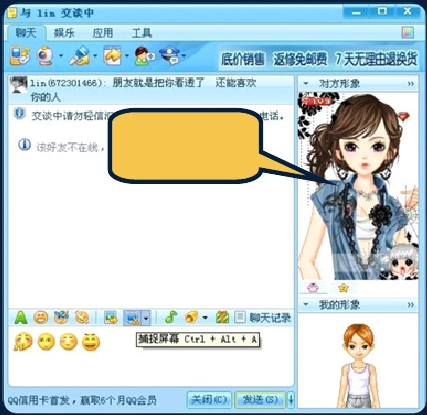 与 lin 交谈中
聊天 娱乐 应用 工具
底价销售 返修免邮费 7天无理由退换货
lin(672301466): 朋友就是把你看透了 还能喜欢
你的人
对方形象
交谈中请勿轻信
电话。
该好友不在线，
我的形象
聊天记录
捕捉屏幕 Ctrl + Alt + A
QQ信用卡首发，赢取6个月QQ会员
关闭(C) 发送(S)